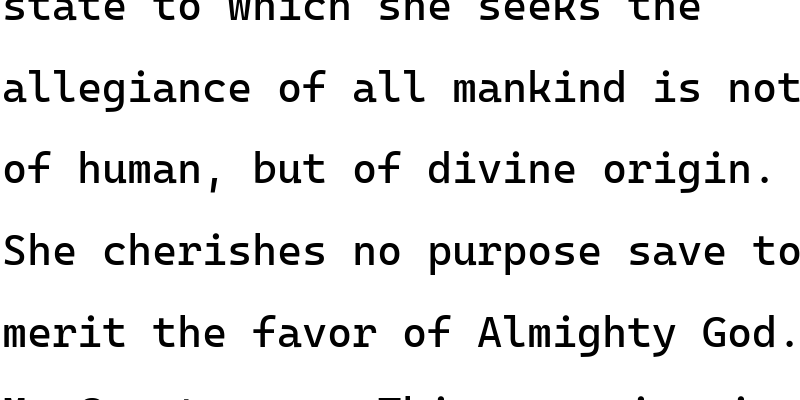 state to which she seeks the
allegiance of all mankind is not
of human, but of divine origin.
She cherishes no purpose save to
merit the favor of Almighty God.